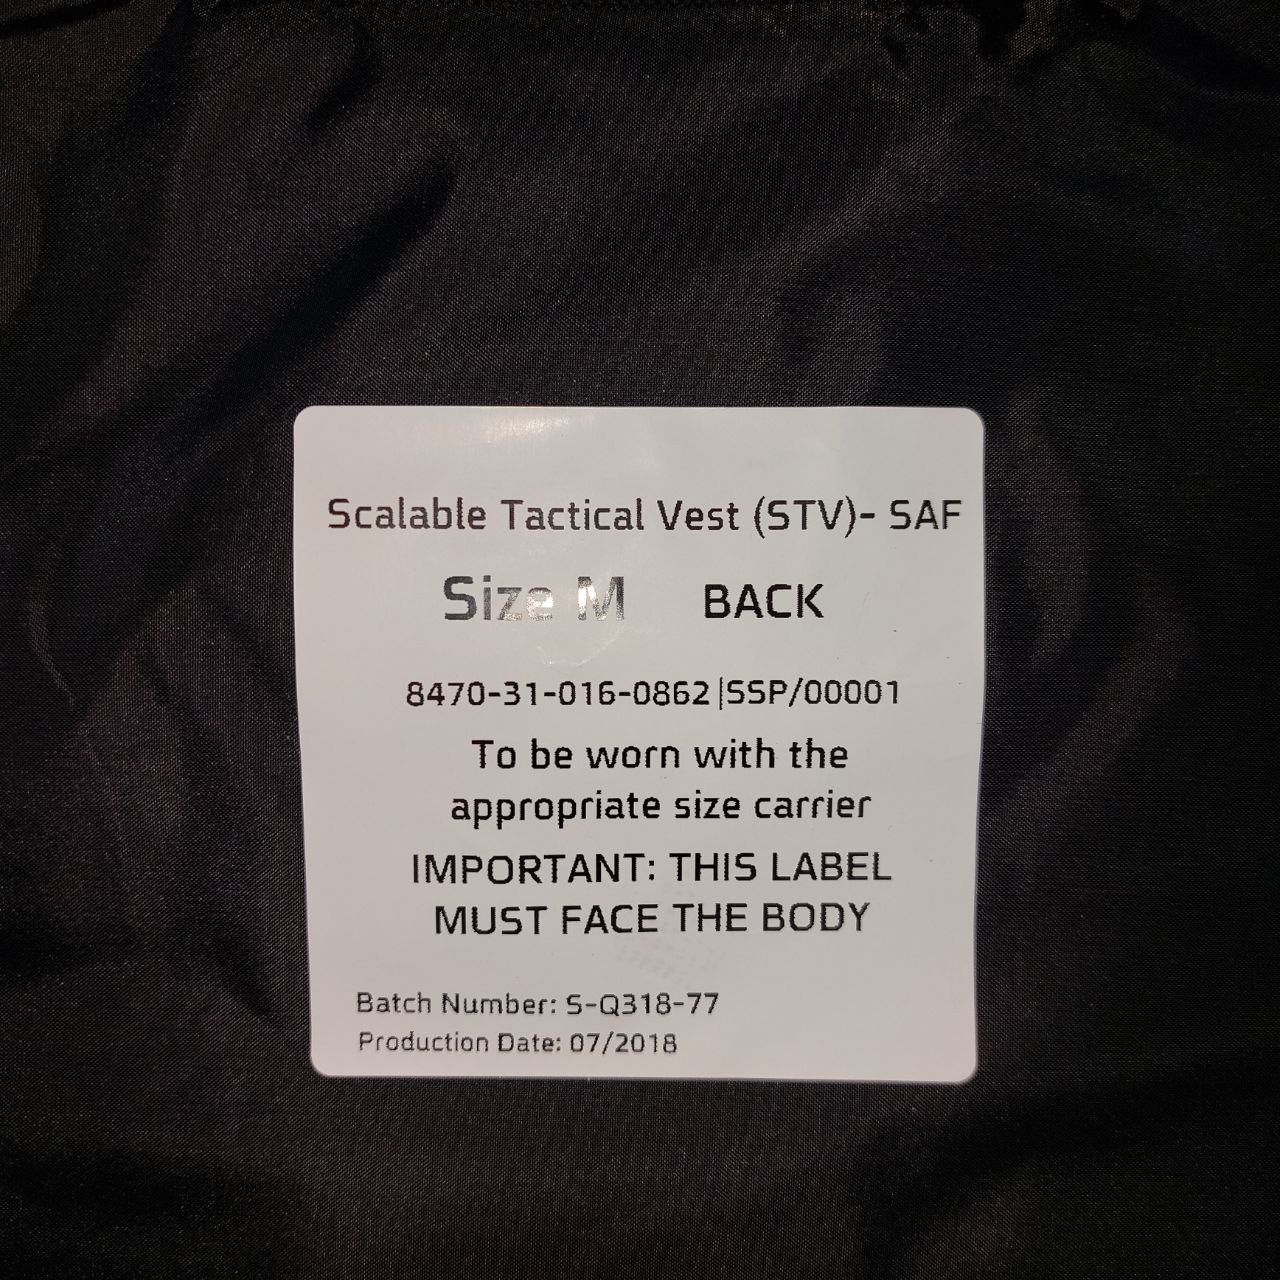 Scalable Tactical Vest (STV)- SAF
Size M BACK
8470-31-016-0862|SSP/00001
To be worn with the
appropriate size carrier
IMPORTANT: THIS LABEL
MUST FACE THE BODY
Batch Number: S-Q318-77
Production Date: 07/2018